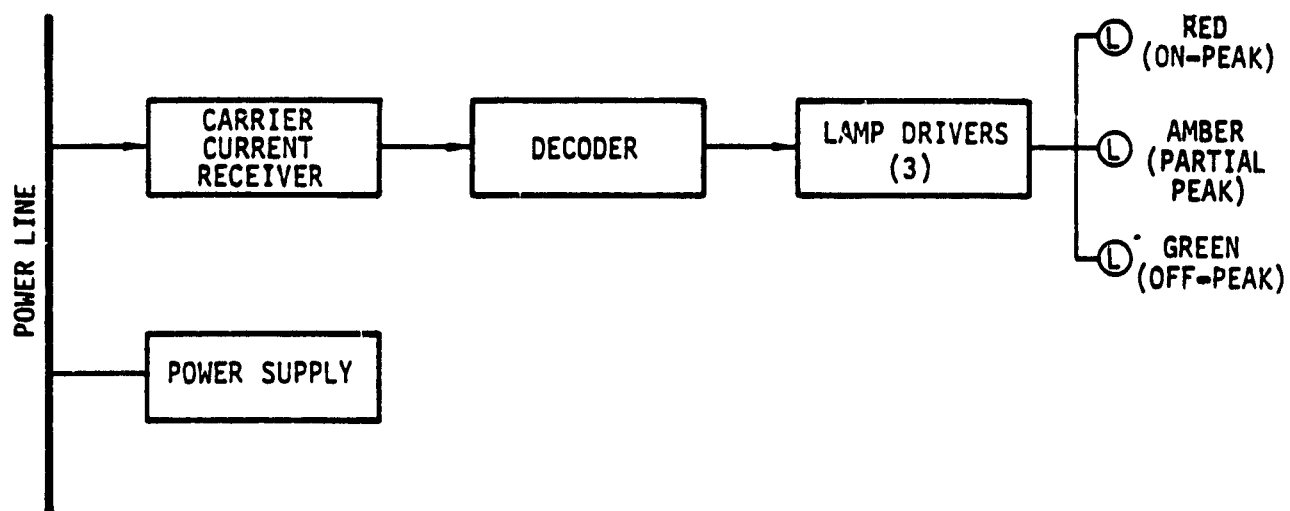 POWER LINE
CARRIER
CURRENT
RECEIVER
DECODER
LAMP DRIVERS
(3)
L
RED
(ON-PEAK)
L
AMBER
(PARTIAL
PEAK)
L
GREEN
(OFF-PEAK)
POWER SUPPLY